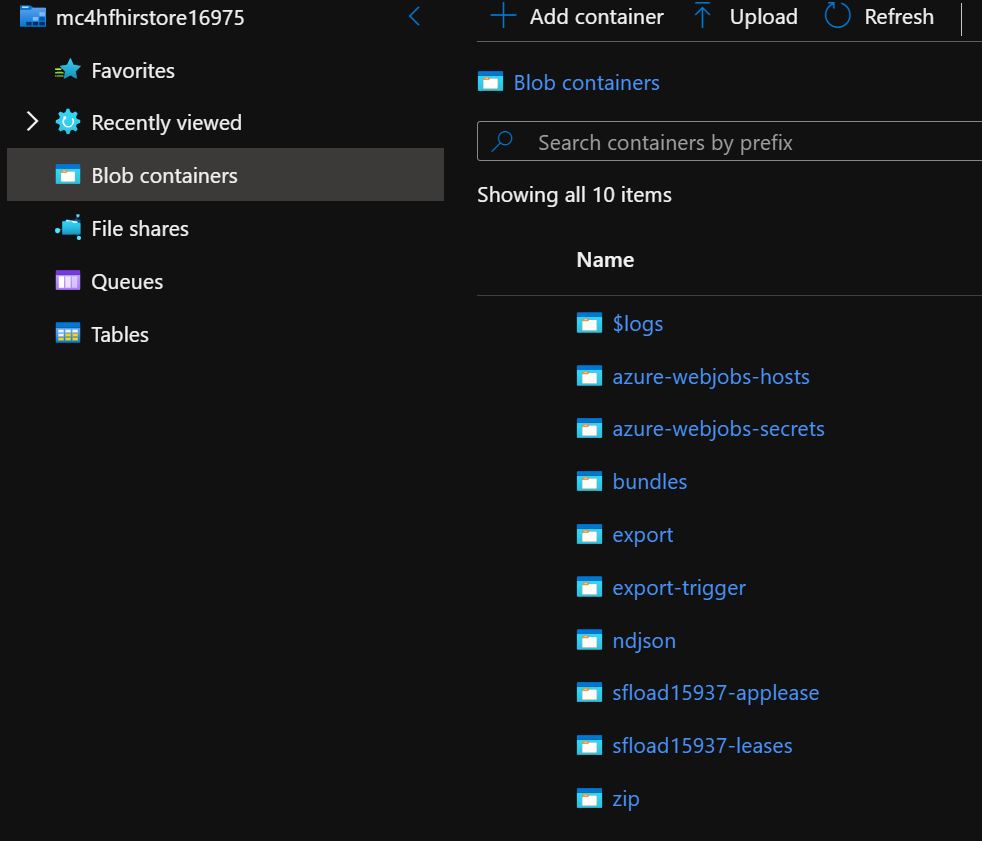 mc4hfhirstore16975
Favorites
Recently viewed
Blob containers
File shares
Queues
Tables
Add container Upload Refresh
Blob containers
Search containers by prefix
Showing all 10 items
Name
$logs
azure-webjobs-hosts
azure-webjobs-secrets
bundles
export
export-trigger
ndjson
sfload15937-applease
sfload15937-leases
zip